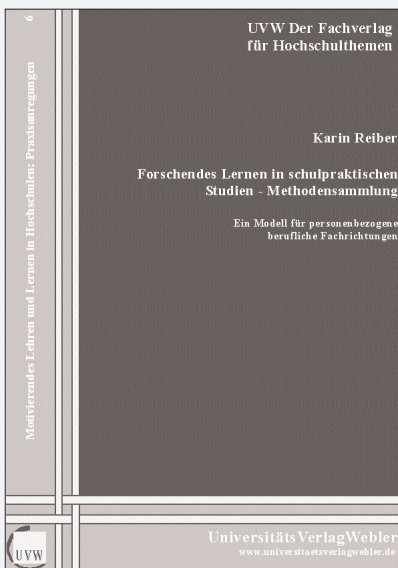 UVW Der Fachverlag
für Hochschulthemen
Karin Reiber
Forschendes Lernen in schulpraktischen
Studien - Methodensammlung
Ein Modell für personenbezogene
berufliche Fachrichtungen
Motivierendes Lehren und Lernen in Hochschulen: Praxisanregungen 6
UniversitätsVerlagWebler
www.universitaetsverlagwebler.de
UVW